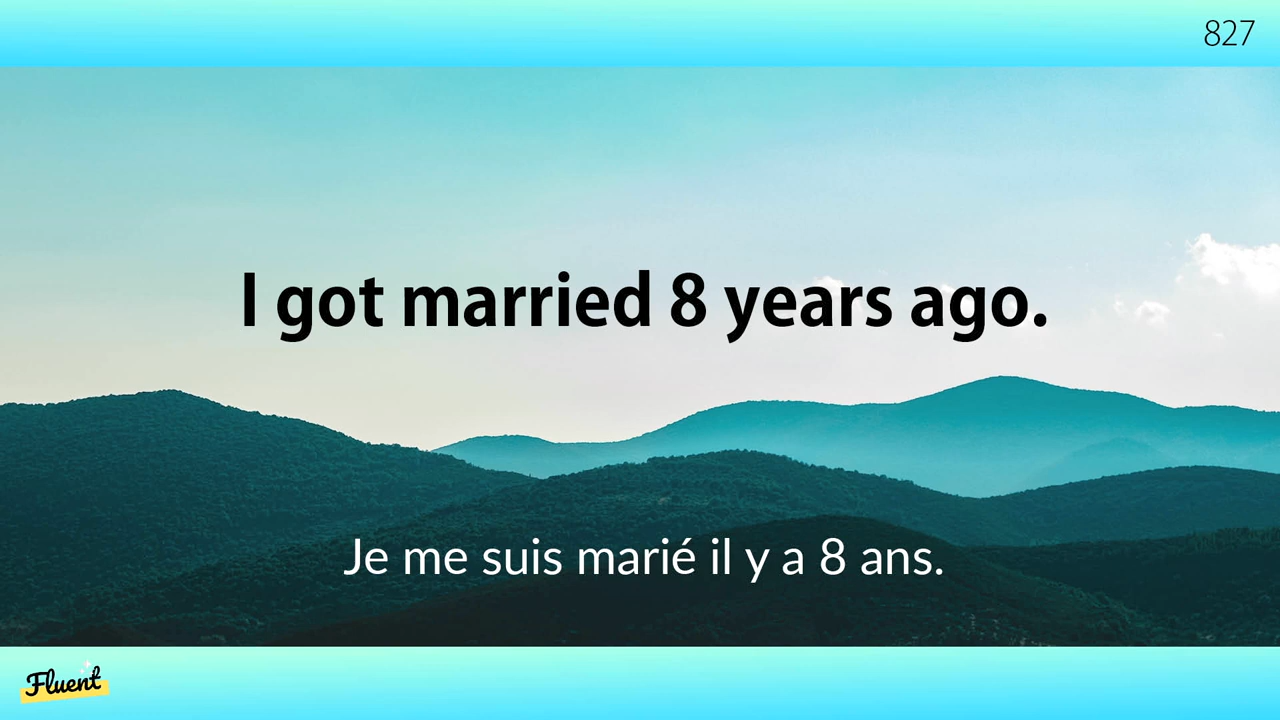 827
I got married 8 years ago.
Je me suis marié il y a 8 ans.
Fluent